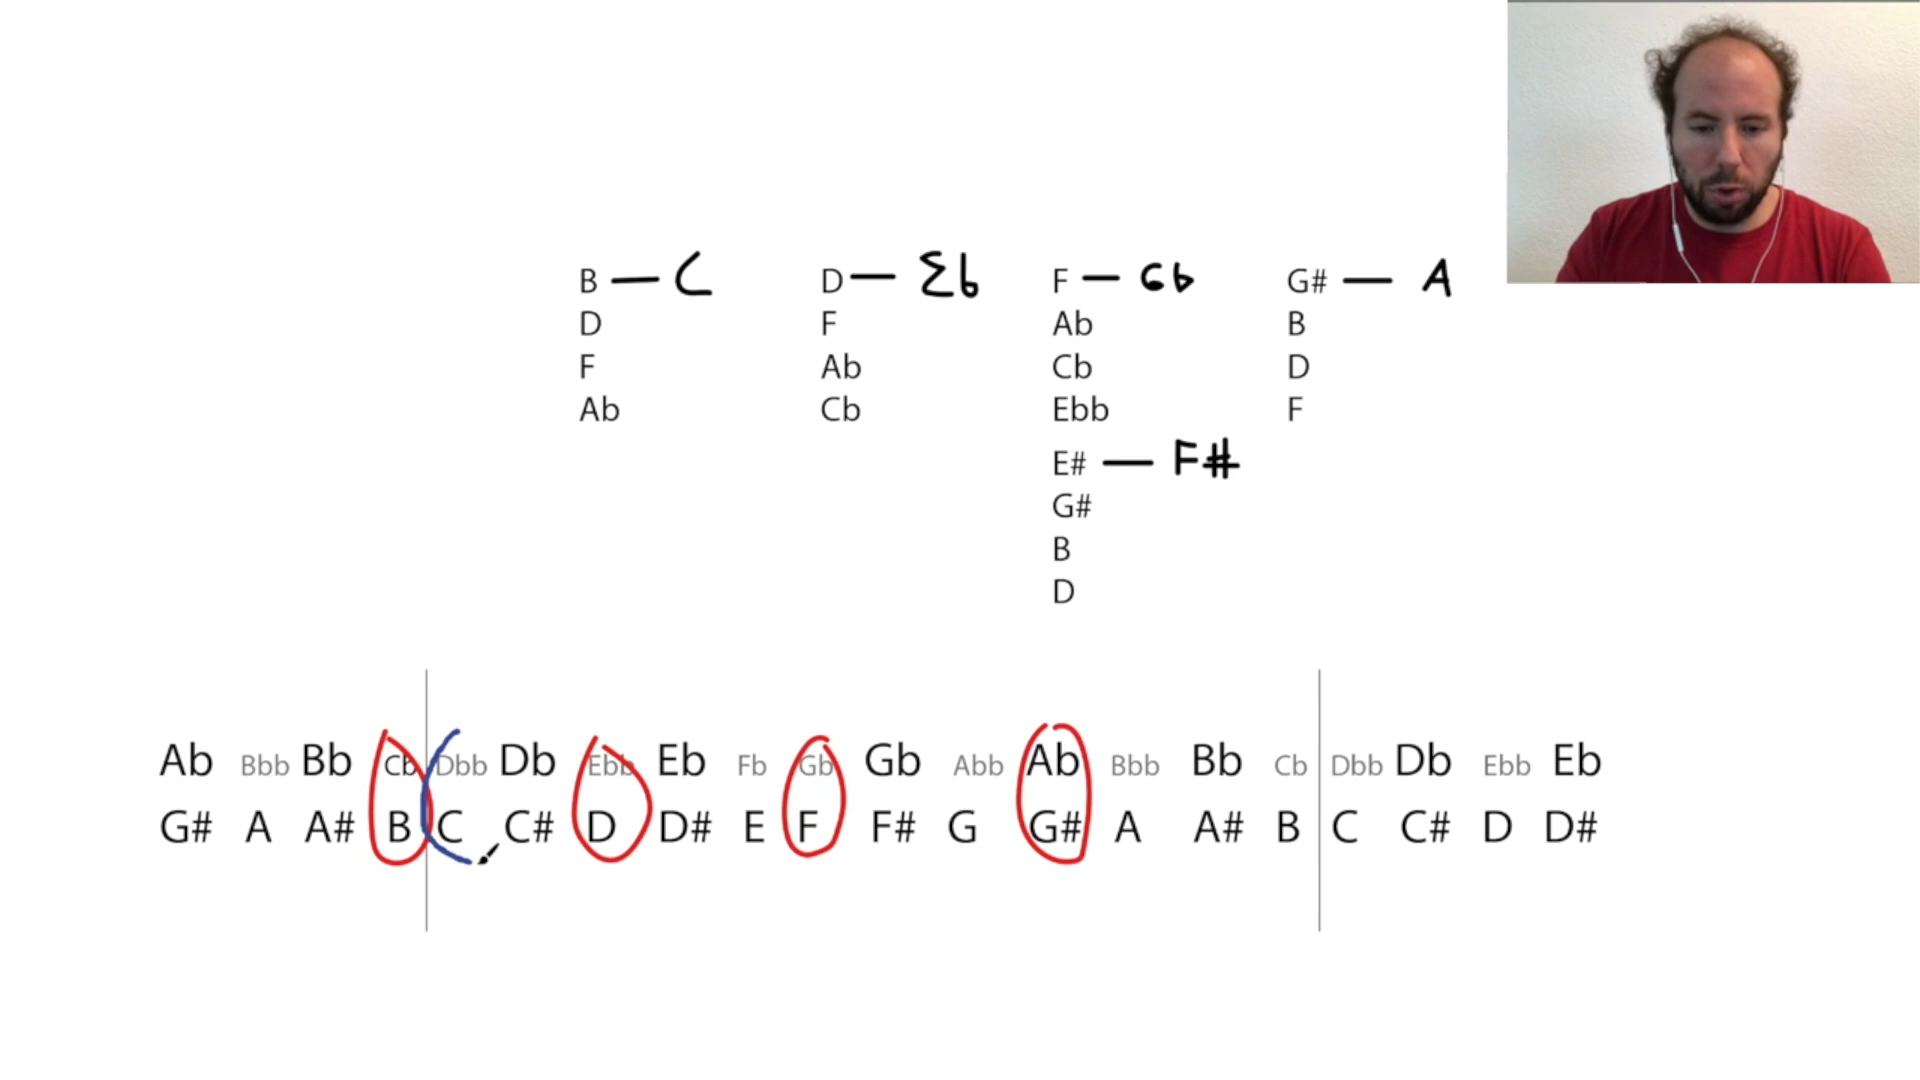 B — C D — Eb F — Gb G# — A
D F Ab B
F Ab Cb D
Ab Cb Ebb F
E# — F#
G#
B
D
Ab Bbb Bb Cb Dbb Db Ebb Eb Fb Gb Gb Abb Ab Bbb Bb Cb Dbb Db Ebb Eb
G# A A# B C C# D D# E F F# G G# A A# B C C# D D#